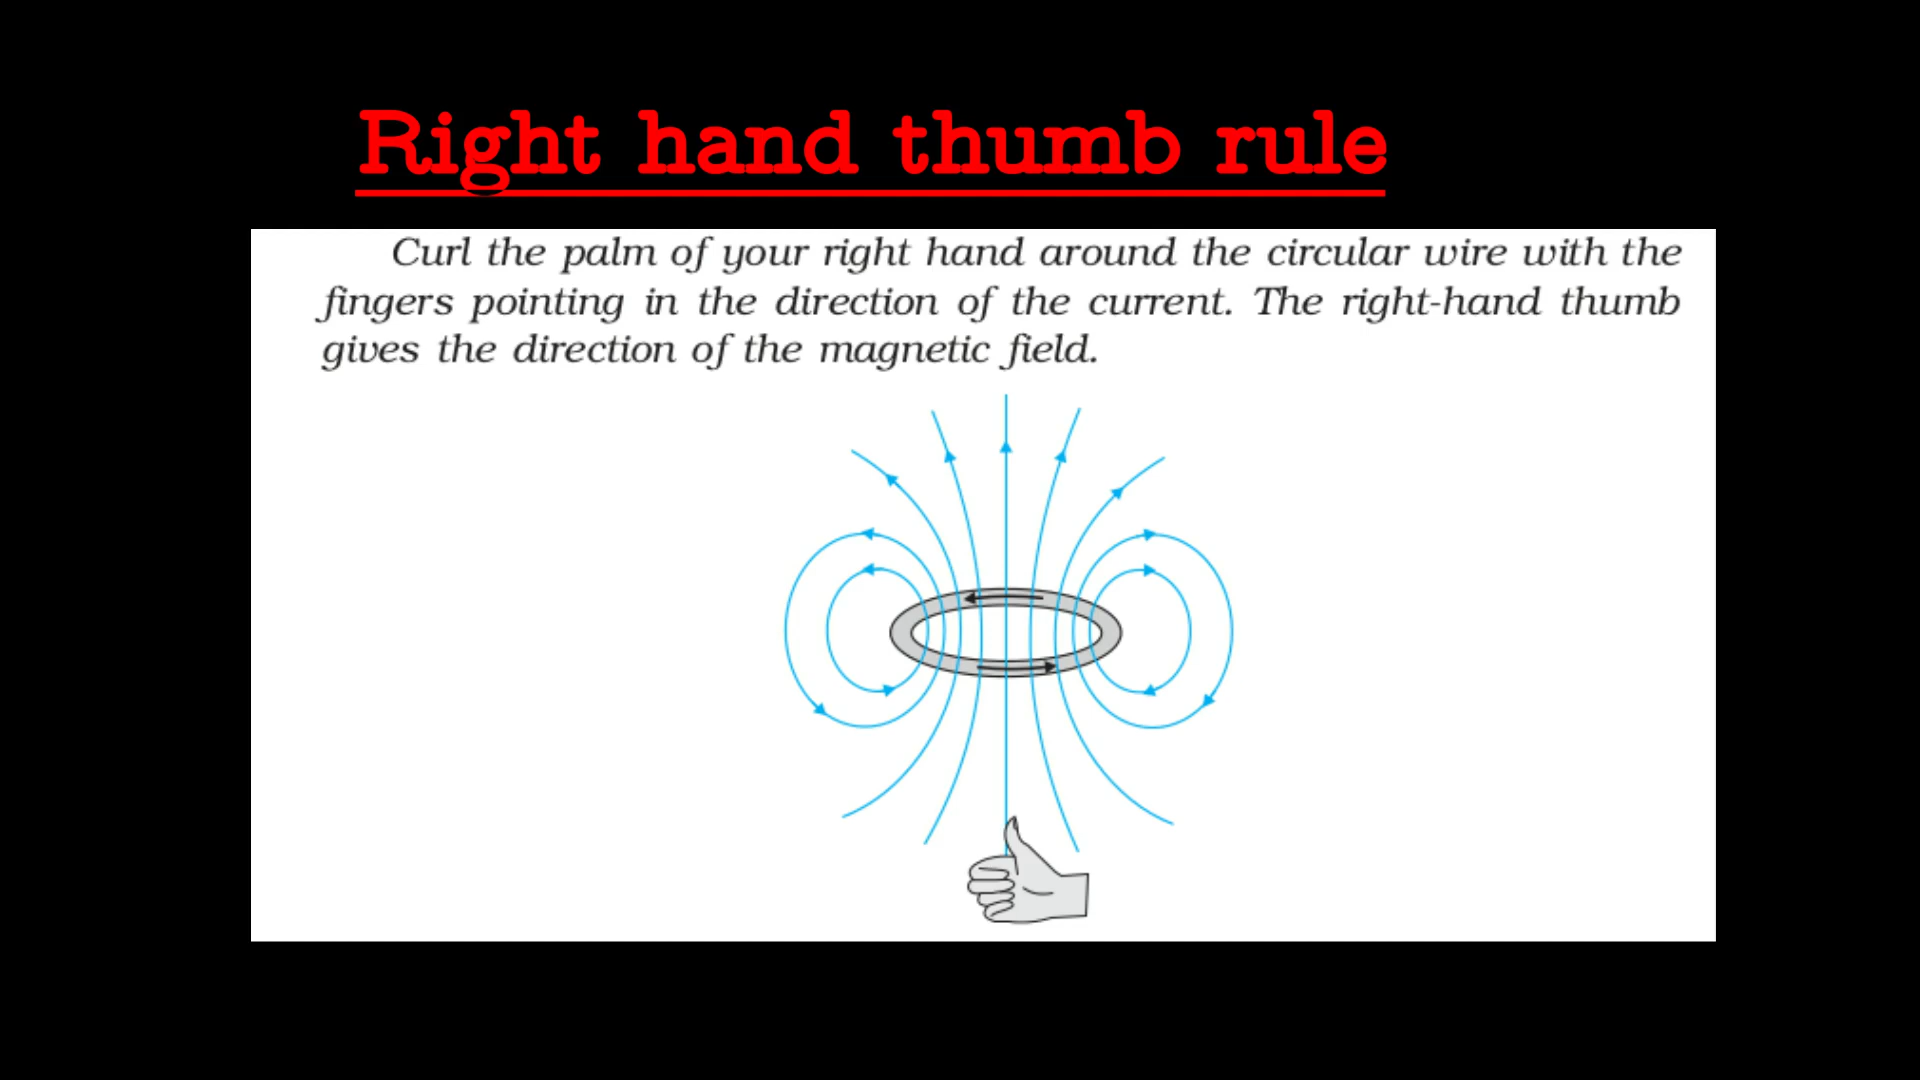 Right hand thumb rule
Curl the palm of your right hand around the circular wire with the
fingers pointing in the direction of the current. The right-hand thumb
gives the direction of the magnetic field.